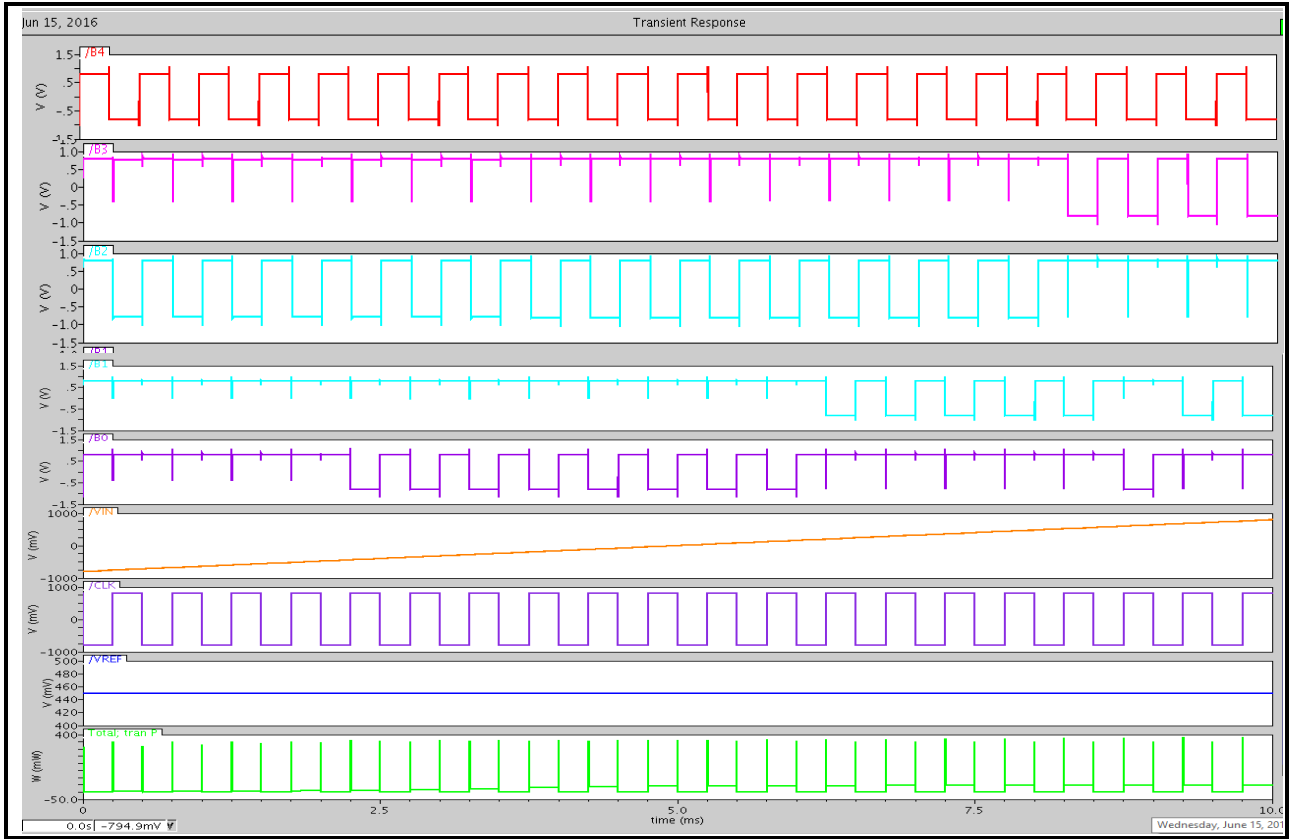 Jun 15, 2016
Transient Response
/B4
1.5
.5
-.5
-1.5
V (V)
/B3
1.0
.5
0
-.5
-1.0
-1.5
V (V)
/B2
1.0
.5
0
-.5
-1.0
-1.5
V (V)
/B1
/B1
1.5
.5
-.5
-1.5
V (V)
/B0
1.5
.5
-.5
-1.5
V (V)
/VIN
1000
0
-1000
V (mV)
/CLK
1000
0
-1000
V (mV)
/VREF
500
480
460
440
420
400
V (mV)
Total, tran P
400
-50.0
W (mW)
0 2.5 5.0 7.5 10.0
time (ms)
0.0s -794.9mV
Wednesday, June 15, 201